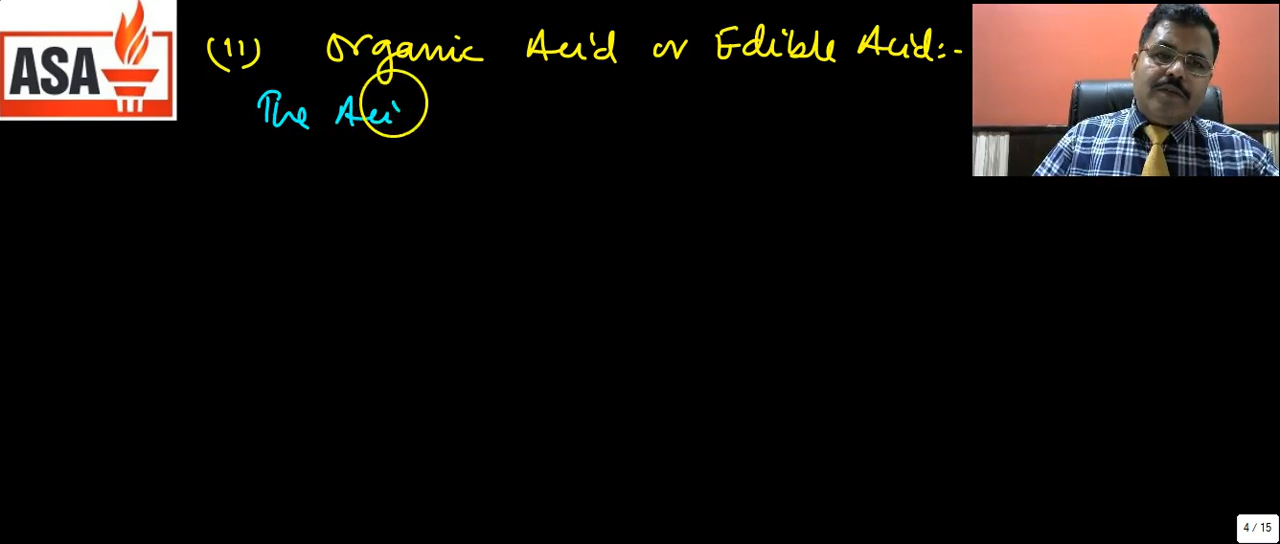 ASA
(11) Organic Acid or Edible Acid:-
The Aci
4 / 15